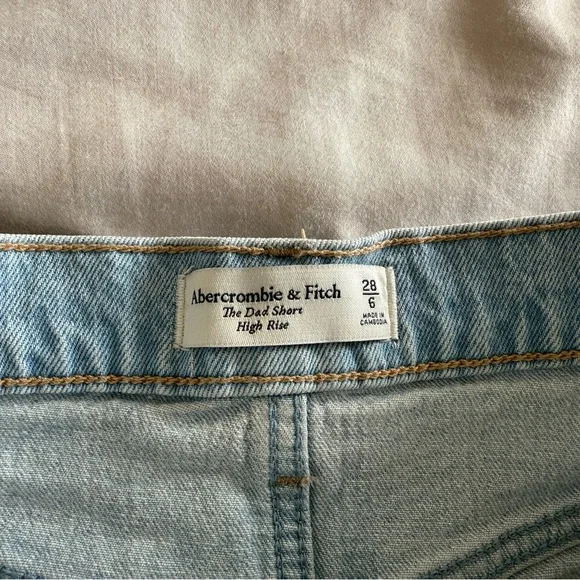 Abercrombie & Fitch
The Dad Short
High Rise
28
6
MADE IN
CAMBODIA